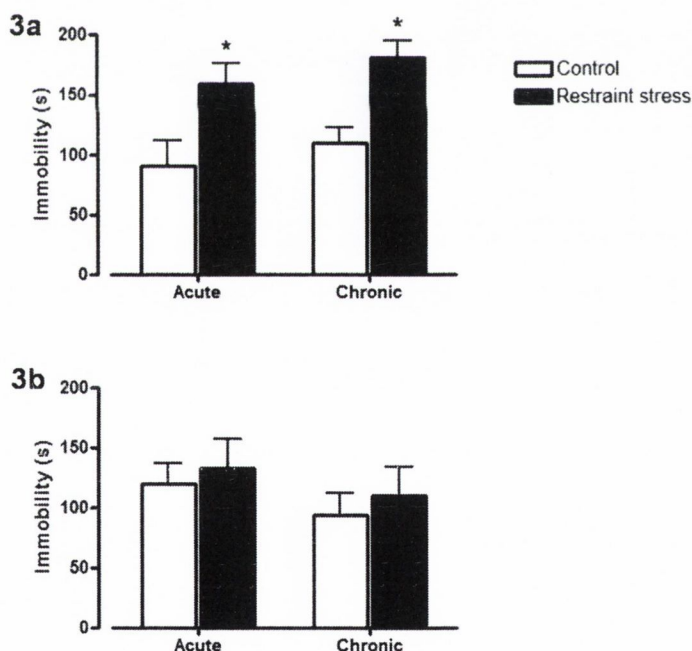 3a
*
*
200
150
100
50
0
Immobility (s)
Acute
Chronic
Control
Restraint stress
3b
200
150
100
50
0
Immobility (s)
Acute
Chronic